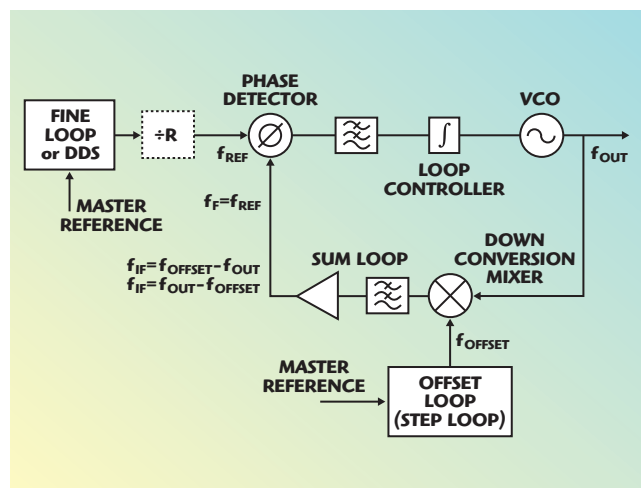 PHASE
DETECTOR
VCO
FINE
LOOP
or DDS
÷R
fREF
∅
∫
LOOP
CONTROLLER
fOUT
MASTER
REFERENCE
fF=fREF
fIF=fOFFSET-fOUT
fIF=fOUT-fOFFSET
SUM LOOP
DOWN
CONVERSION
MIXER
fOFFSET
MASTER
REFERENCE
OFFSET
LOOP
(STEP LOOP)